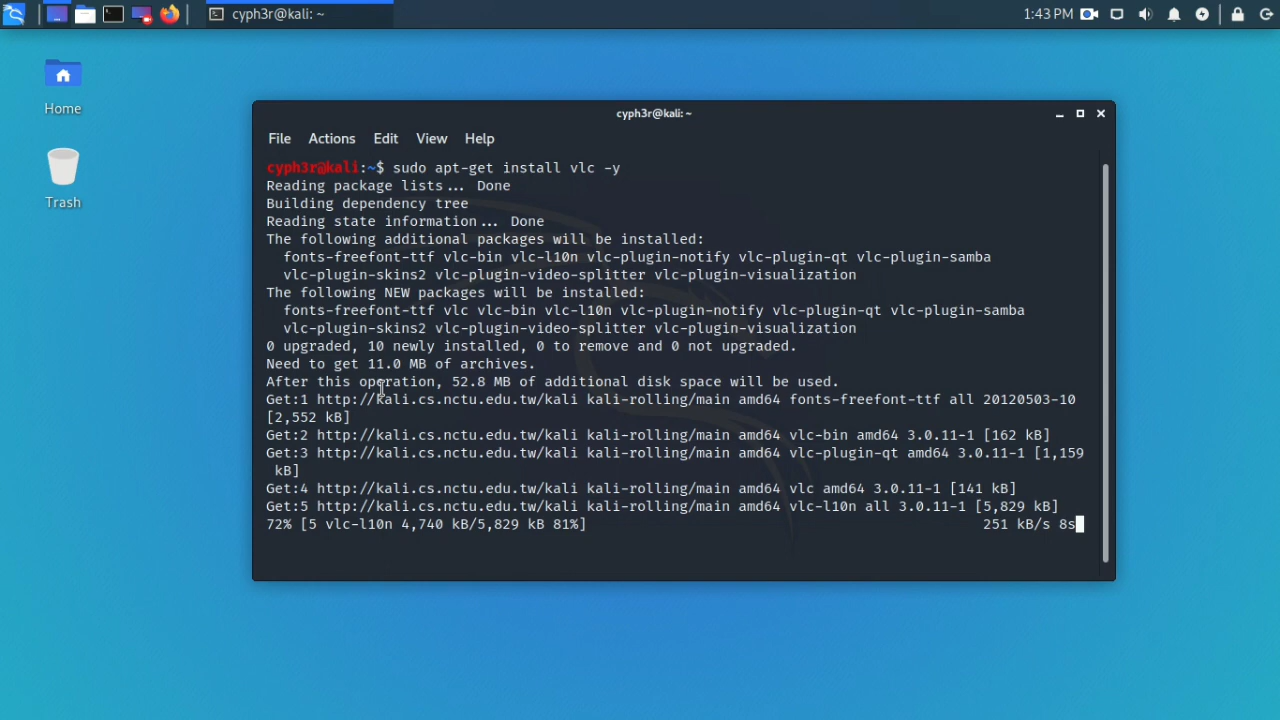 cyph3r@kali: ~
1:43 PM
Home
Trash
cyph3r@kali: ~
File Actions Edit View Help
cyph3r@kali:~$ sudo apt-get install vlc -y
Reading package lists... Done
Building dependency tree
Reading state information... Done
The following additional packages will be installed:
  fonts-freefont-ttf vlc-bin vlc-l10n vlc-plugin-notify vlc-plugin-qt vlc-plugin-samba
  vlc-plugin-skins2 vlc-plugin-video-splitter vlc-plugin-visualization
The following NEW packages will be installed:
  fonts-freefont-ttf vlc vlc-bin vlc-l10n vlc-plugin-notify vlc-plugin-qt vlc-plugin-samba
  vlc-plugin-skins2 vlc-plugin-video-splitter vlc-plugin-visualization
0 upgraded, 10 newly installed, 0 to remove and 0 not upgraded.
Need to get 11.0 MB of archives.
After this operation, 52.8 MB of additional disk space will be used.
Get:1 http://kali.cs.nctu.edu.tw/kali kali-rolling/main amd64 fonts-freefont-ttf all 20120503-10
[2,552 kB]
Get:2 http://kali.cs.nctu.edu.tw/kali kali-rolling/main amd64 vlc-bin amd64 3.0.11-1 [162 kB]
Get:3 http://kali.cs.nctu.edu.tw/kali kali-rolling/main amd64 vlc-plugin-qt amd64 3.0.11-1 [1,159
 kB]
Get:4 http://kali.cs.nctu.edu.tw/kali kali-rolling/main amd64 vlc amd64 3.0.11-1 [141 kB]
Get:5 http://kali.cs.nctu.edu.tw/kali kali-rolling/main amd64 vlc-l10n all 3.0.11-1 [5,829 kB]
72% [5 vlc-l10n 4,740 kB/5,829 kB 81%] 251 kB/s 8s